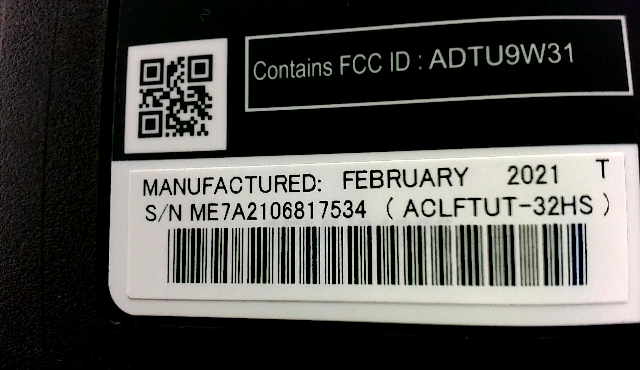 Contains FCC ID : ADTU9W31
MANUFACTURED: FEBRUARY 2021 T
S/N ME7A2106817534 ( ACLFTUT-32HS )